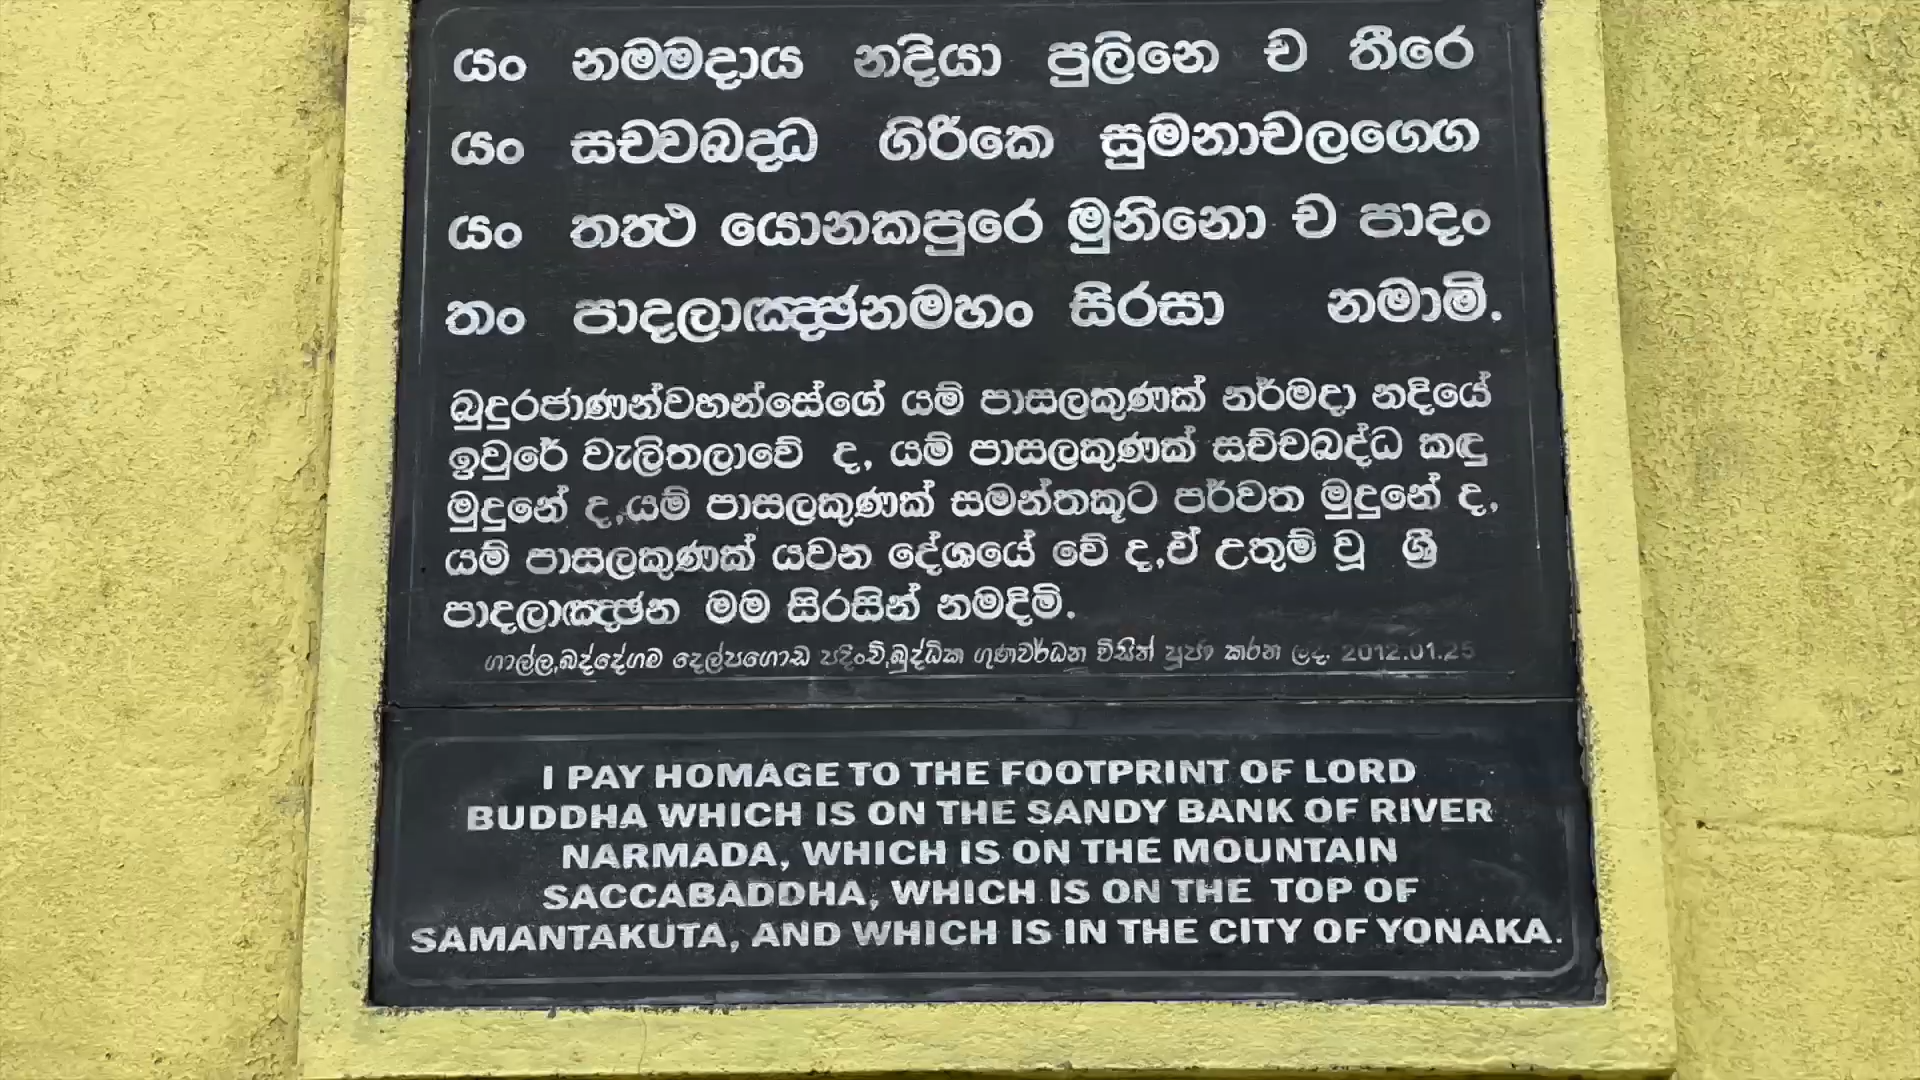 යං නම‍්මදාය නදියා පුලිනෙ ච තීරෙ
යං සච‍්චබද‍්ධ ගිරිකෙ සුමනාචලග‍ගෙ
යං තත්‍ථ යොනකපුරෙ මුනිනො ච පාදං
තං පාදලාඤ‍්ඡනමහං සිරසා නමාමි.
බුදුරජාණන්වහන්සේගේ යම් පාසලකුණක් නර්මදා නදියේ
ඉවුරේ වැලිතලාවේ ද, යම් පාසලකුණක් සච්චබද්ධ කඳු
මුදුනේ ද,යම් පාසලකුණක් සමන්තකූට පර්වත මුදුනේ ද,
යම් පාසලකුණක් යවන දේශයේ වේ ද,ඒ උතුම් වූ ශ්‍රී
පාදලාඤ‍්ඡන මම සිරසින් නමදිමි.
ගාල්ල,බද්දේගම දෙල්පගොඩ පදිංචි,බුද්ධික ගුණවර්ධන විසින් පූජා කරන ලදි. 2012.01.25
I PAY HOMAGE TO THE FOOTPRINT OF LORD
BUDDHA WHICH IS ON THE SANDY BANK OF RIVER
NARMADA, WHICH IS ON THE MOUNTAIN
SACCABADDHA, WHICH IS ON THE TOP OF
SAMANTAKUTA, AND WHICH IS IN THE CITY OF YONAKA.